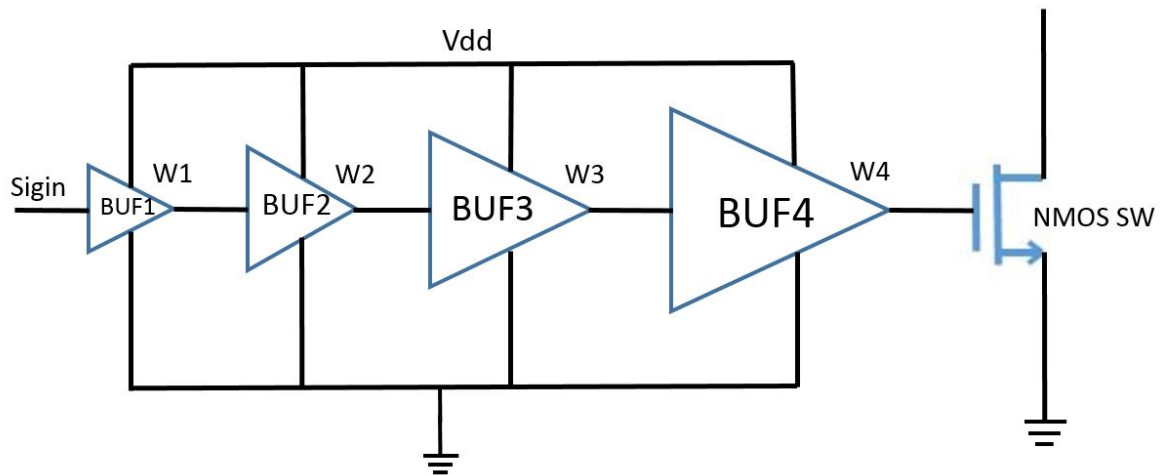 Vdd
Sigin
BUF1
W1
BUF2
W2
BUF3
W3
BUF4
W4
NMOS SW